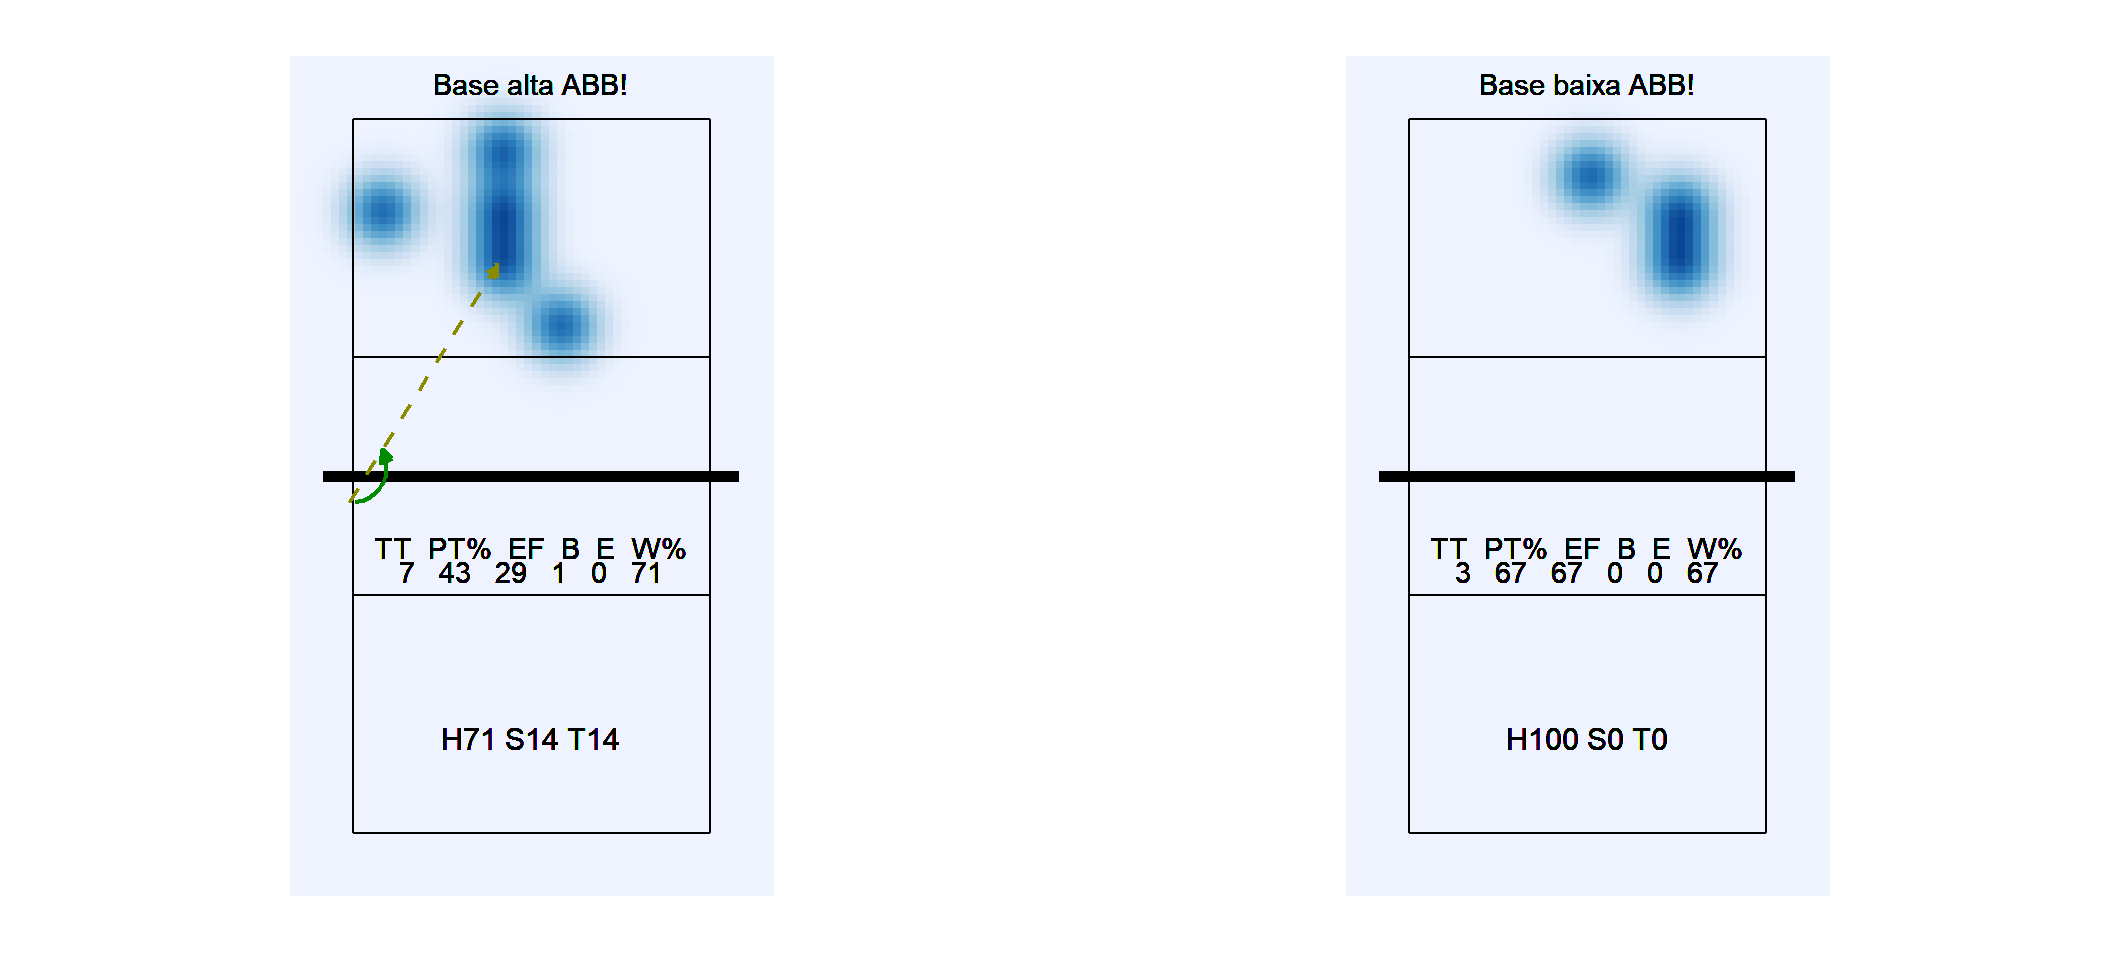 Base alta ABB!
TT PT% EF B E W%
7 43 29 1 0 71
H71 S14 T14
Base baixa ABB!
TT PT% EF B E W%
3 67 67 0 0 67
H100 S0 T0